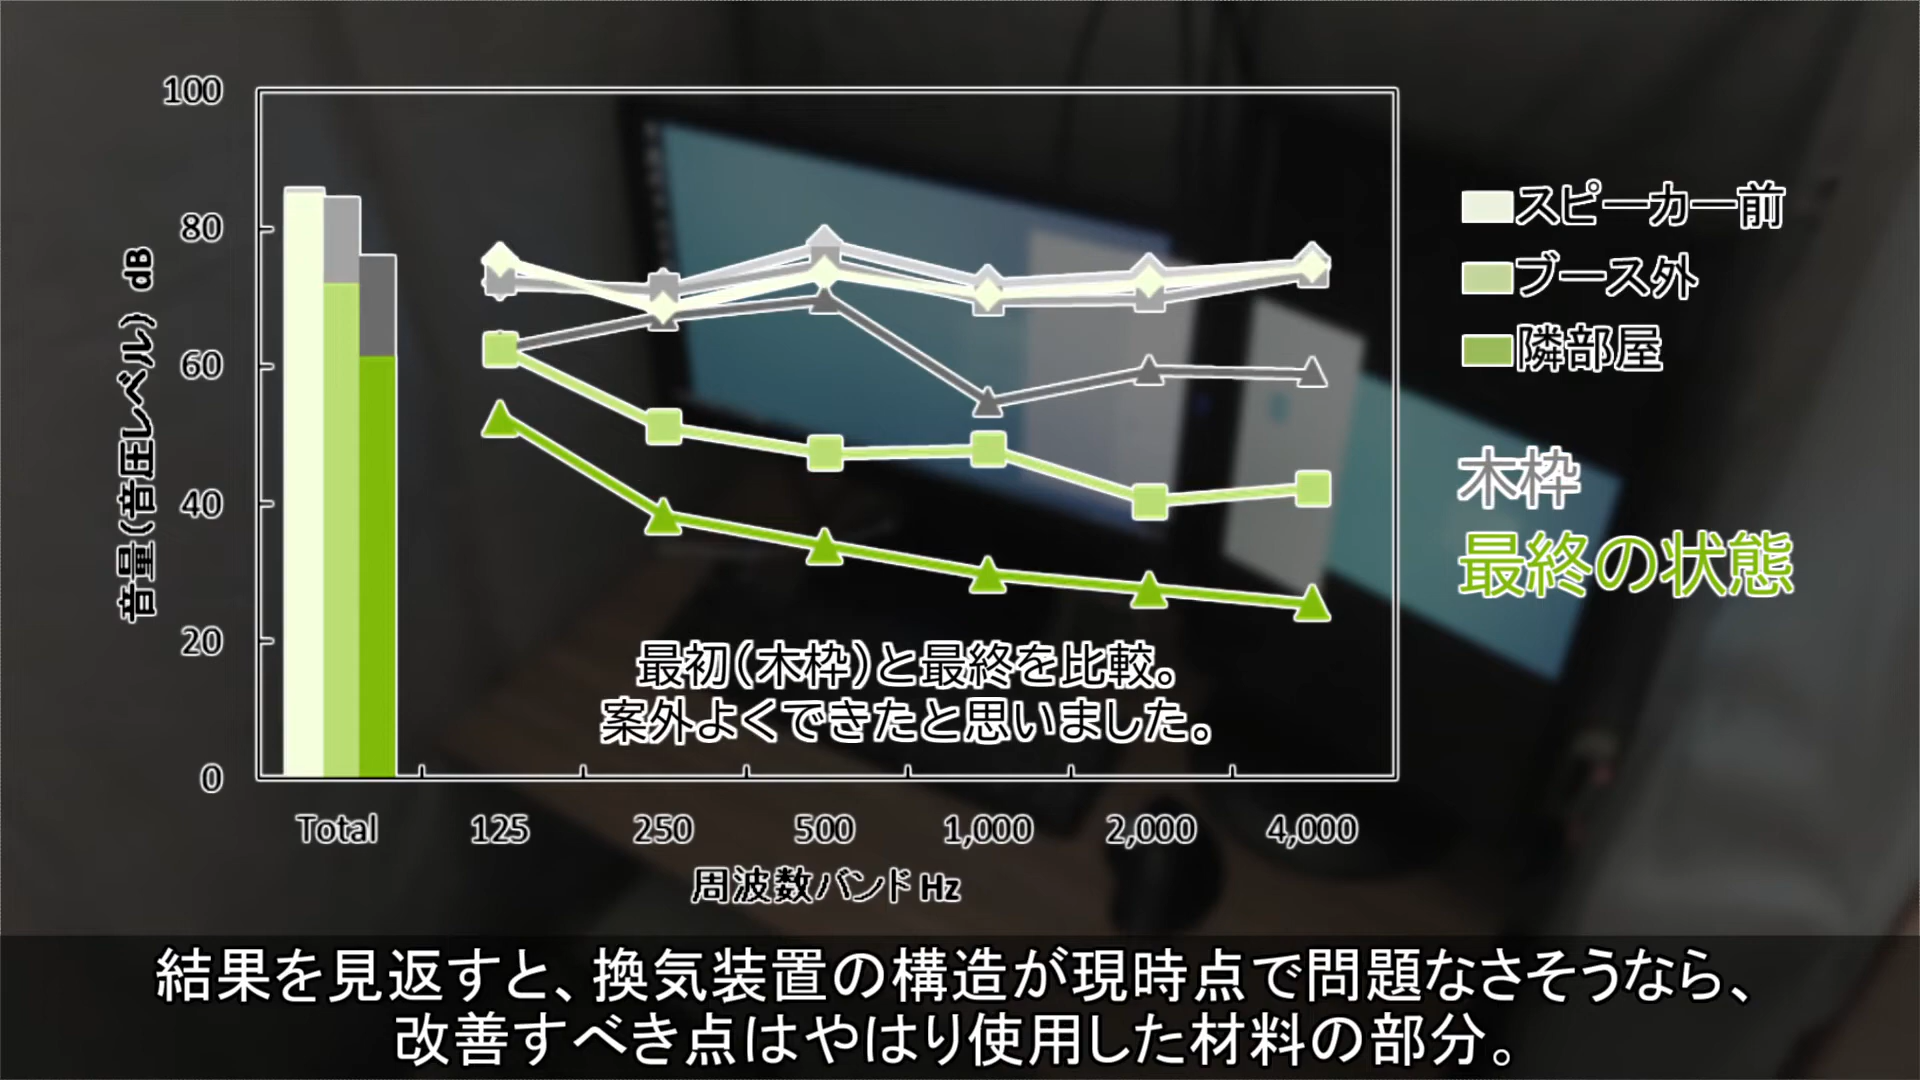 100
80
60
40
20
0
音量(音圧レベル) dB
Total
125
250
500
1,000
2,000
4,000
周波数バンド Hz
スピーカー前
ブース外
隣部屋
木枠
最終の状態
最初(木枠)と最終を比較。
案外よくできたと思いました。
結果を見返すと、換気装置の構造が現時点で問題なさそうなら、
改善すべき点はやはり使用した材料の部分。